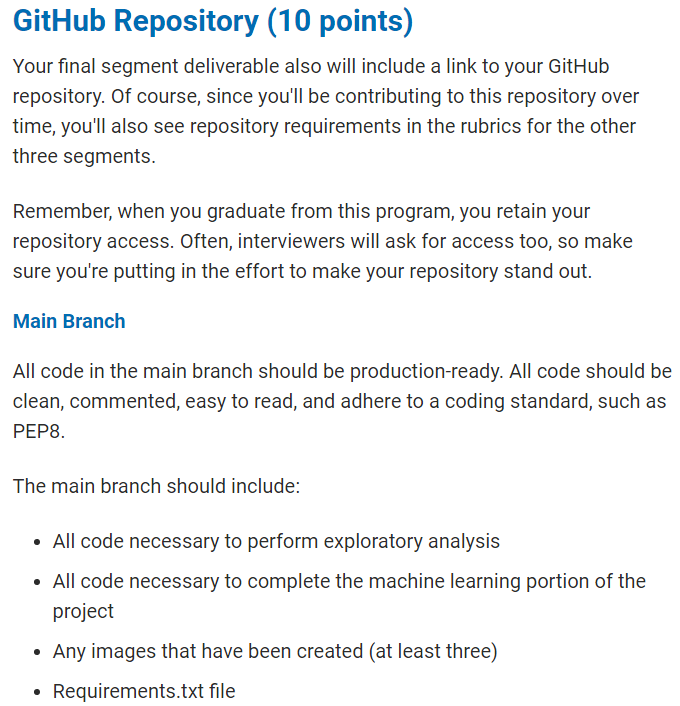 GitHub Repository (10 points)
Your final segment deliverable also will include a link to your GitHub
repository. Of course, since you'll be contributing to this repository over
time, you'll also see repository requirements in the rubrics for the other
three segments.
Remember, when you graduate from this program, you retain your
repository access. Often, interviewers will ask for access too, so make
sure you're putting in the effort to make your repository stand out.
Main Branch
All code in the main branch should be production-ready. All code should be
clean, commented, easy to read, and adhere to a coding standard, such as
PEP8.
The main branch should include:
• All code necessary to perform exploratory analysis
• All code necessary to complete the machine learning portion of the
project
• Any images that have been created (at least three)
• Requirements.txt file